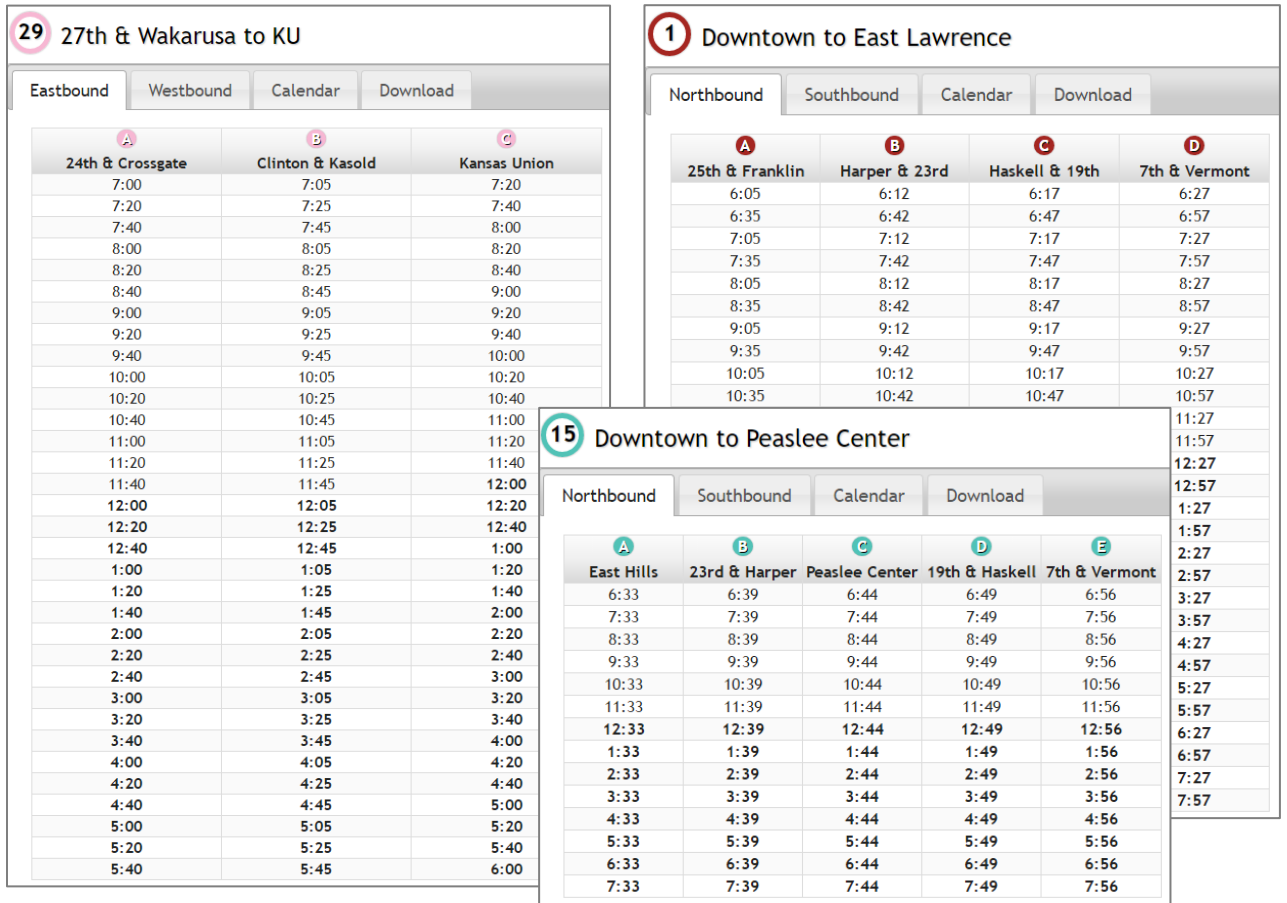 29 27th & Wakarusa to KU
Eastbound Westbound Calendar Download
A B C
24th & Crossgate Clinton & Kasold Kansas Union
7:00 7:05 7:20
7:20 7:25 7:40
7:40 7:45 8:00
8:00 8:05 8:20
8:20 8:25 8:40
8:40 8:45 9:00
9:00 9:05 9:20
9:20 9:25 9:40
9:40 9:45 10:00
10:00 10:05 10:20
10:20 10:25 10:40
10:40 10:45 11:00
11:00 11:05 11:20
11:20 11:25 11:40
11:40 11:45 12:00
12:00 12:05 12:20
12:20 12:25 12:40
12:40 12:45 1:00
1:00 1:05 1:20
1:20 1:25 1:40
1:40 1:45 2:00
2:00 2:05 2:20
2:20 2:25 2:40
2:40 2:45 3:00
3:00 3:05 3:20
3:20 3:25 3:40
3:40 3:45 4:00
4:00 4:05 4:20
4:20 4:25 4:40
4:40 4:45 5:00
5:00 5:05 5:20
5:20 5:25 5:40
5:40 5:45 6:00
1 Downtown to East Lawrence
Northbound Southbound Calendar Download
A B C D
25th & Franklin Harper & 23rd Haskell & 19th 7th & Vermont
6:05 6:12 6:17 6:27
6:35 6:42 6:47 6:57
7:05 7:12 7:17 7:27
7:35 7:42 7:47 7:57
8:05 8:12 8:17 8:27
8:35 8:42 8:47 8:57
9:05 9:12 9:17 9:27
9:35 9:42 9:47 9:57
10:05 10:12 10:17 10:27
10:35 10:42 10:47 10:57
11:27
11:57
12:27
12:57
1:27
1:57
2:27
2:57
3:27
3:57
4:27
4:57
5:27
5:57
6:27
6:57
7:27
7:57
15 Downtown to Peaslee Center
Northbound Southbound Calendar Download
A B C D E
East Hills 23rd & Harper Peaslee Center 19th & Haskell 7th & Vermont
6:33 6:39 6:44 6:49 6:56
7:33 7:39 7:44 7:49 7:56
8:33 8:39 8:44 8:49 8:56
9:33 9:39 9:44 9:49 9:56
10:33 10:39 10:44 10:49 10:56
11:33 11:39 11:44 11:49 11:56
12:33 12:39 12:44 12:49 12:56
1:33 1:39 1:44 1:49 1:56
2:33 2:39 2:44 2:49 2:56
3:33 3:39 3:44 3:49 3:56
4:33 4:39 4:44 4:49 4:56
5:33 5:39 5:44 5:49 5:56
6:33 6:39 6:44 6:49 6:56
7:33 7:39 7:44 7:49 7:56